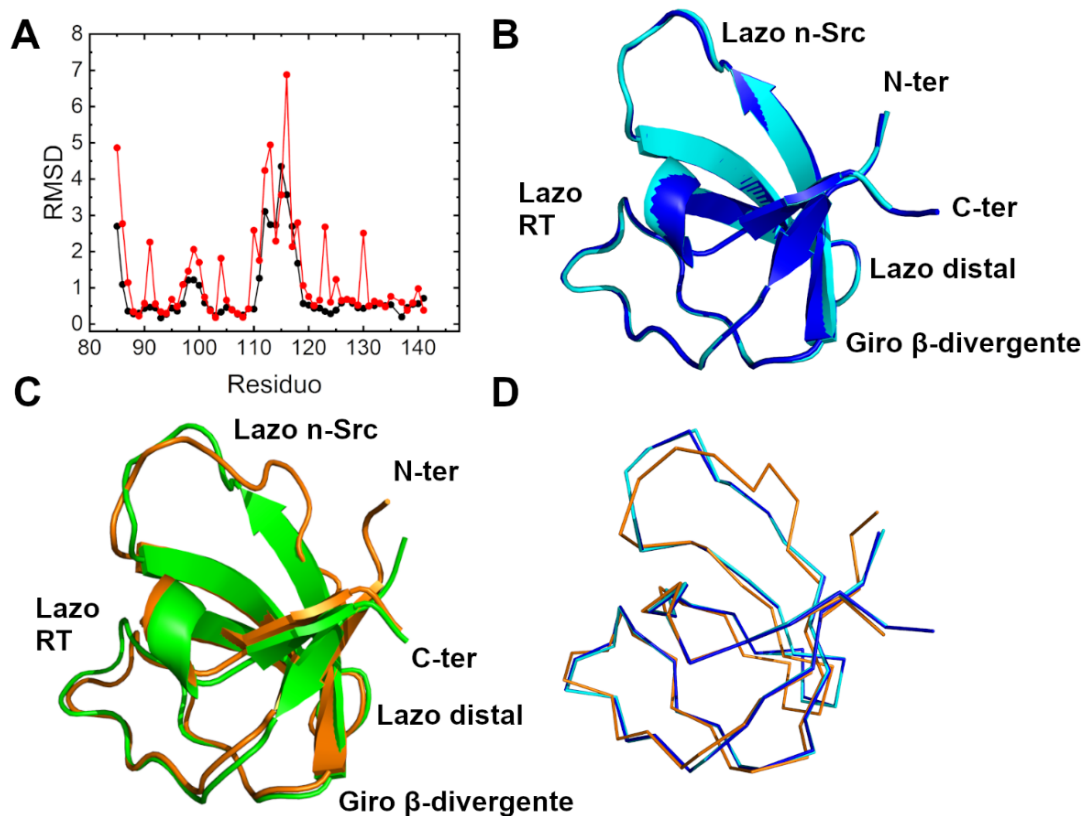 A
8
7
6
5
4
3
2
1
0
RMSD
80 90 100 110 120 130 140
Residuo
B
Lazo n-Src
N-ter
Lazo
RT
C-ter
Lazo distal
Giro β-divergente
C
Lazo n-Src
N-ter
Lazo
RT
C-ter
Lazo distal
Giro β-divergente
D